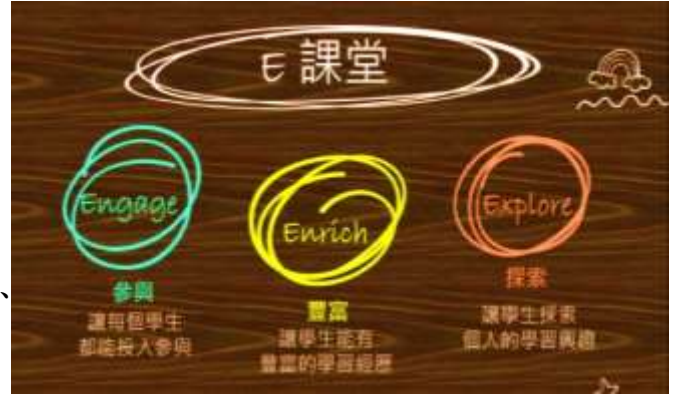 E 課堂
Engage
參與
讓每個學生
都能投入參與
Enrich
豐富
讓學生能有
豐富的學習經歷
Explore
探索
讓學生探索
個人的學習興趣
、